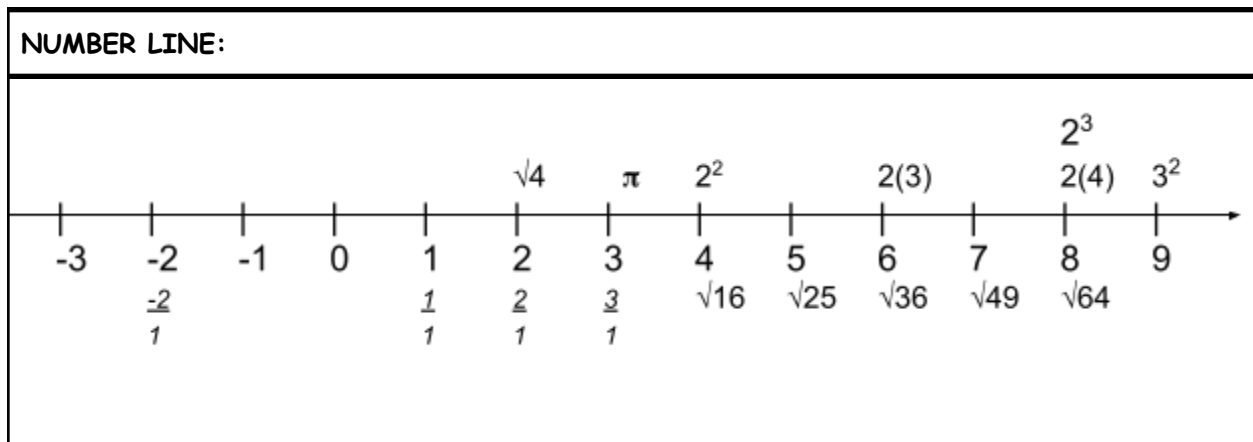 NUMBER LINE:
2³
√4 π 2² 2(3) 2(4) 3²
-3 -2 -1 0 1 2 3 4 5 6 7 8 9
-2 1 2 3 √16 √25 √36 √49 √64
1 1 1 1